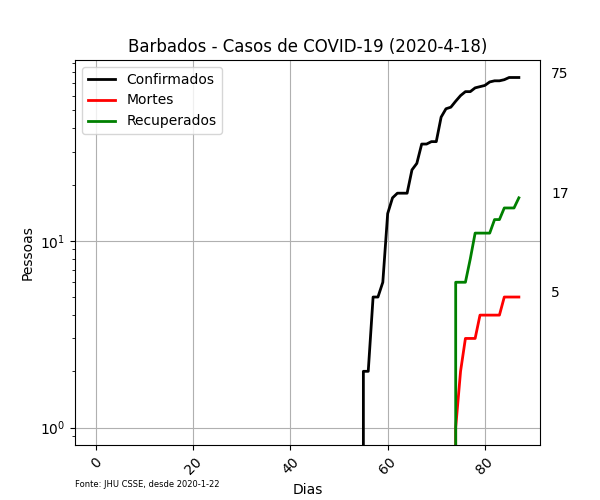 Barbados - Casos de COVID-19 (2020-4-18)
Confirmados
Mortes
Recuperados
75
17
5
Pessoas
10¹
10⁰
0
20
40
60
80
Dias
Fonte: JHU CSSE, desde 2020-1-22